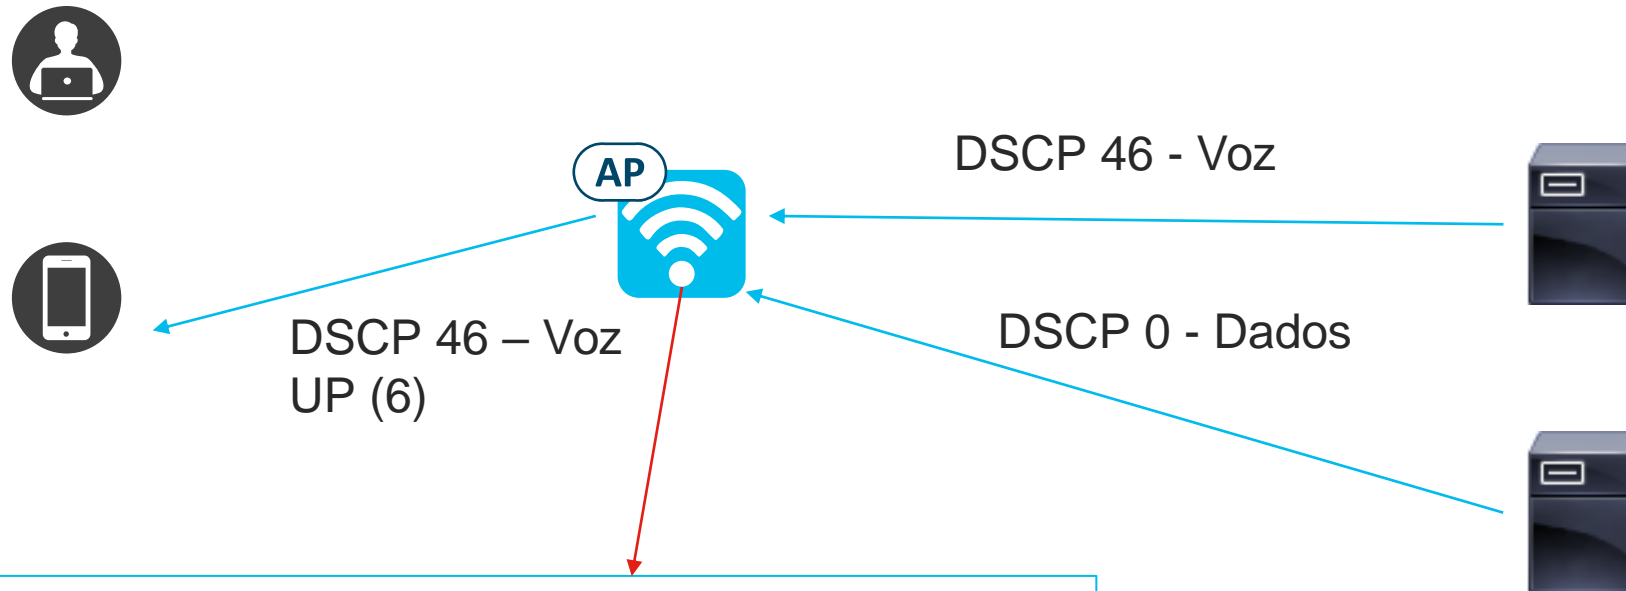 DSCP 46 - Voz
AP
DSCP 0 - Dados
DSCP 46 – Voz
UP (6)